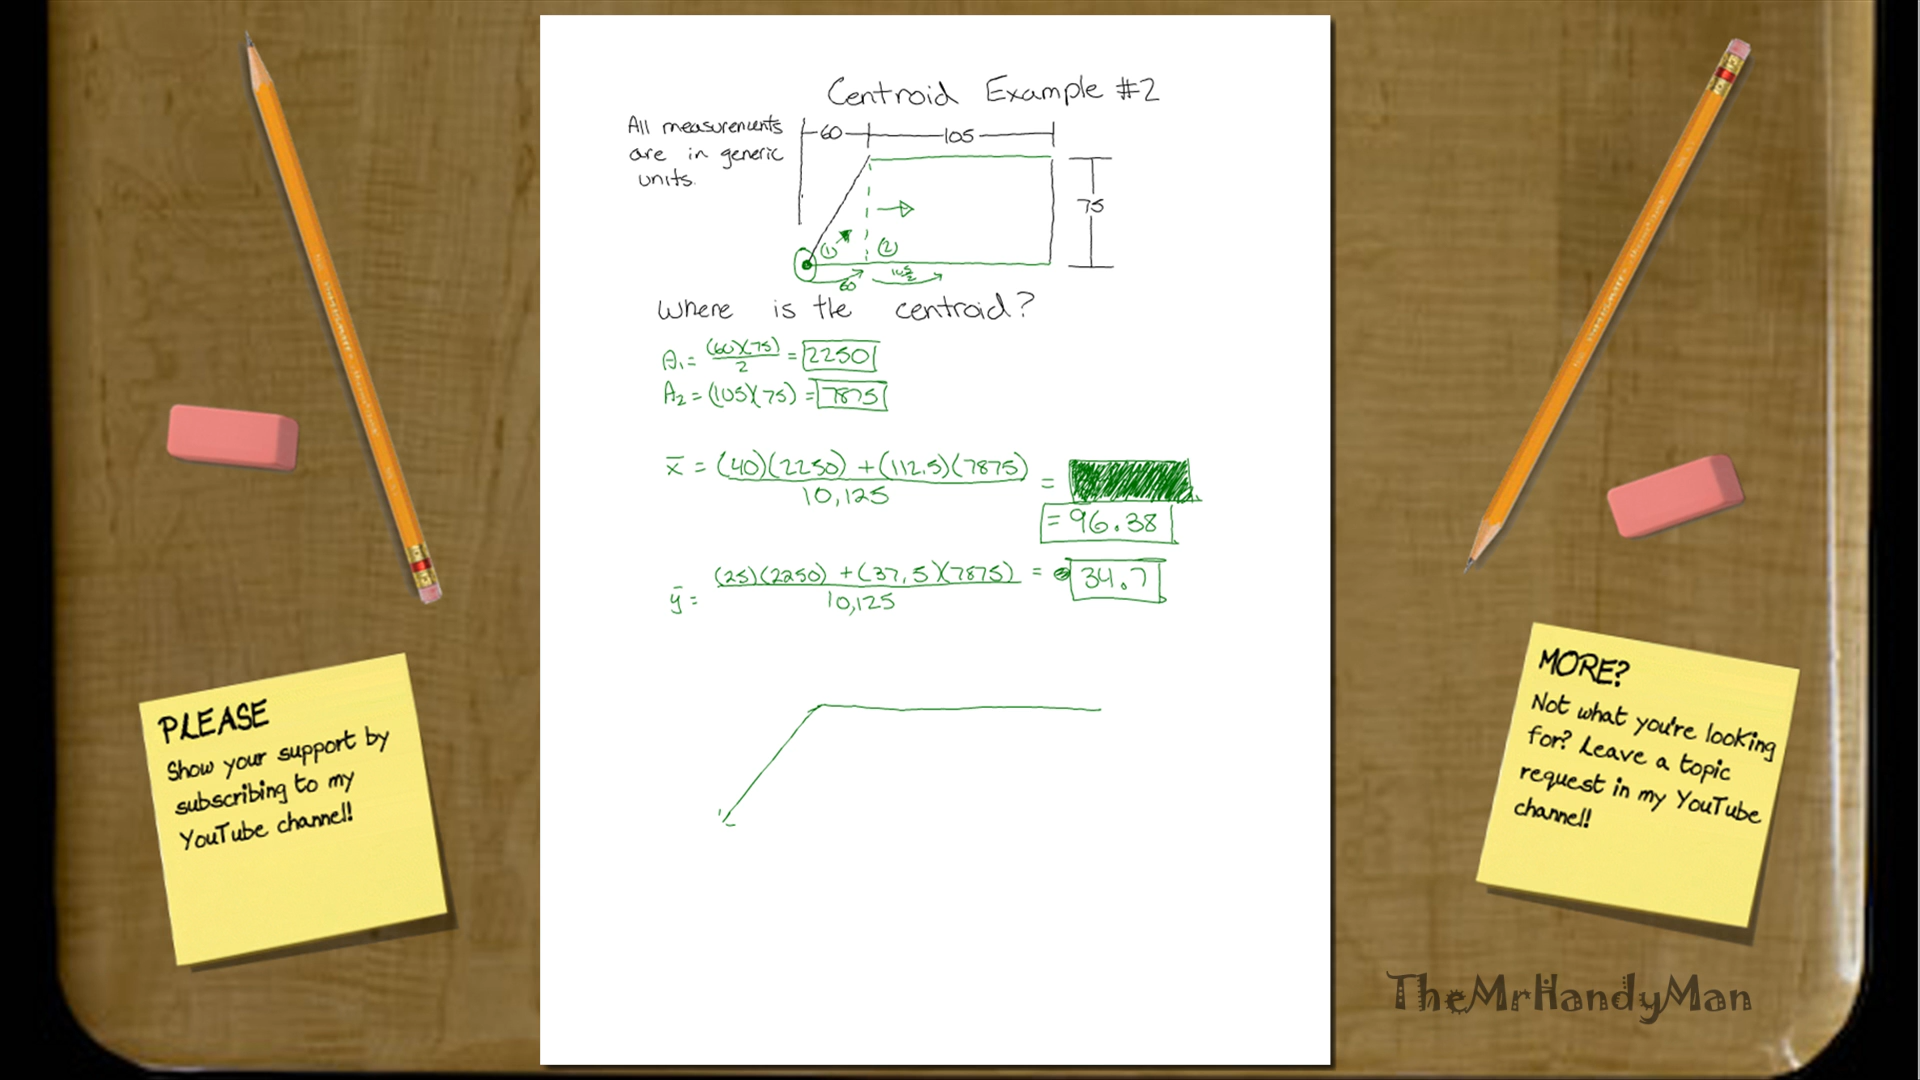 Centroid Example #2
All measurements
are in generic
units.
60
105
75
(1)
(2)
60
105/2
Where is the centroid?
A₁ = (60)(75)/2 = 2250
A₂ = (105)(75) = 7875
x̄ = (40)(2250) + (112.5)(7875) =
10,125
= 96.38
ȳ = (25)(2250) + (37.5)(7875) = 34.7
10,125
PLEASE
Show your support by
subscribing to my
YouTube channel!
MORE?
Not what you're looking
for? Leave a topic
request in my YouTube
channel!
TheMrHandyMan